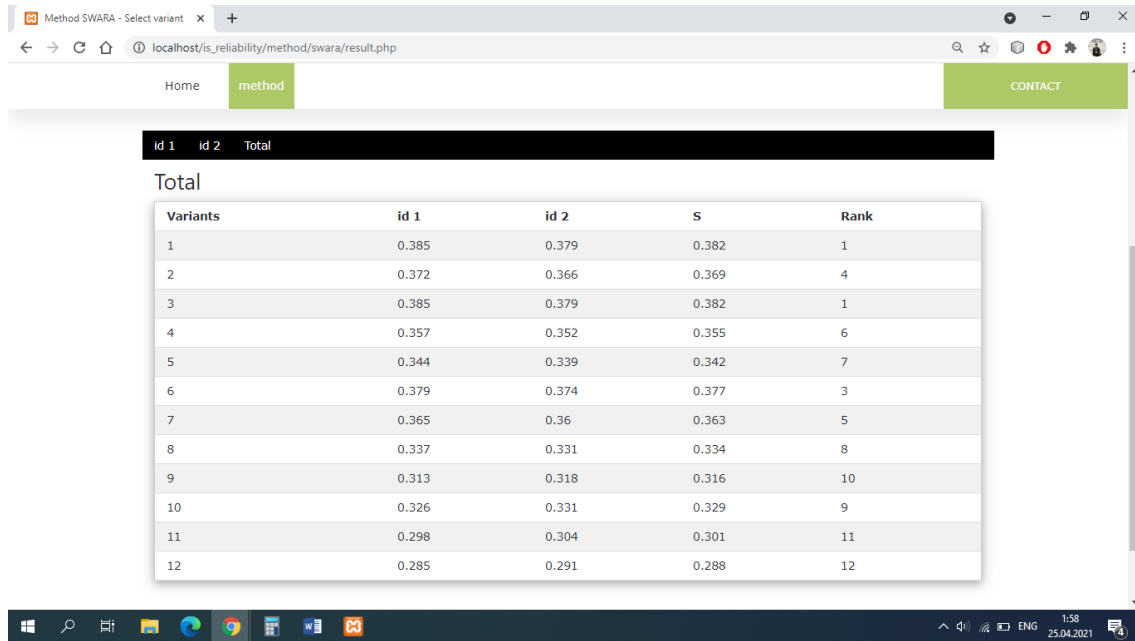 Method SWARA - Select variant
localhost/is_reliability/method/swara/result.php
Home method CONTACT
id 1 id 2 Total
Total
Variants id 1 id 2 S Rank
1 0.385 0.379 0.382 1
2 0.372 0.366 0.369 4
3 0.385 0.379 0.382 1
4 0.357 0.352 0.355 6
5 0.344 0.339 0.342 7
6 0.379 0.374 0.377 3
7 0.365 0.36 0.363 5
8 0.337 0.331 0.334 8
9 0.313 0.318 0.316 10
10 0.326 0.331 0.329 9
11 0.298 0.304 0.301 11
12 0.285 0.291 0.288 12
W ENG 1:58
25.04.2021 4